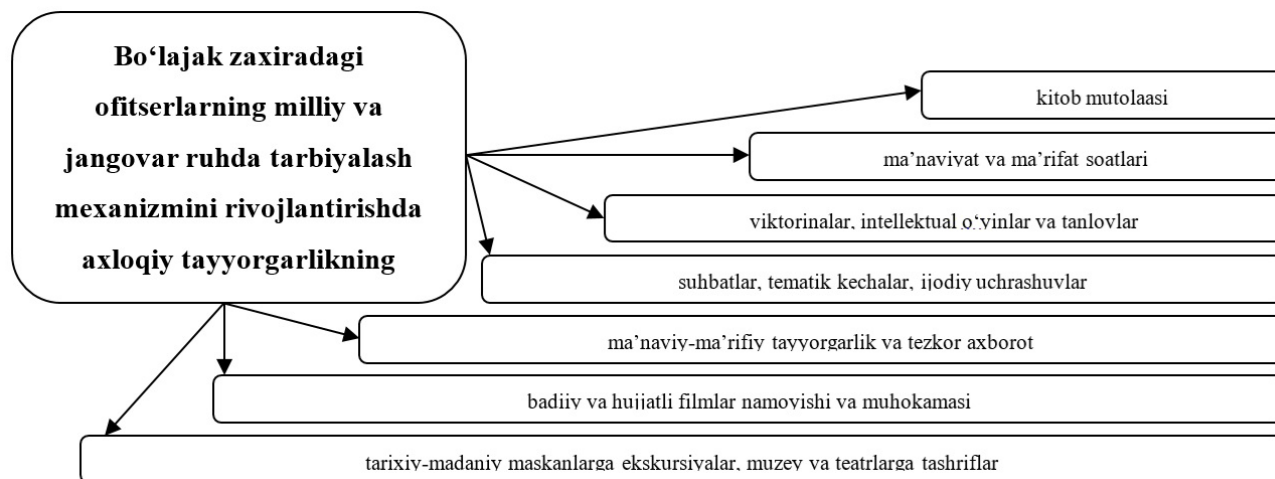 Bo‘lajak zaxiradagi
ofitserlarning milliy va
jangovar ruhda tarbiyalash
mexanizmini rivojlantirishda
axloqiy tayyorgarlikning
kitob mutolaasi
ma’naviyat va ma’rifat soatlari
viktorinalar, intellektual o‘yinlar va tanlovlar
suhbatlar, tematik kechalar, ijodiy uchrashuvlar
ma’naviy-ma’rifiy tayyorgarlik va tezkor axborot
badiiy va hujjatli filmlar namoyishi va muhokamasi
tarixiy-madaniy maskanlarga ekskursiyalar, muzey va teatrlarga tashriflar